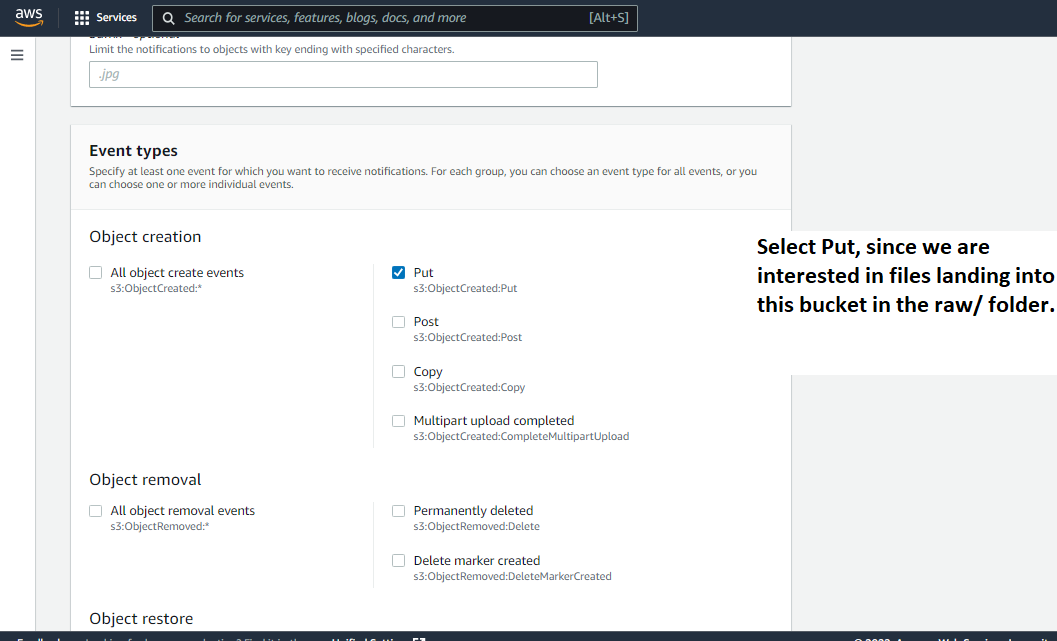 aws Services Search for services, features, blogs, docs, and more [Alt+S]
Limit the notifications to objects with key ending with specified characters.
.jpg
Event types
Specify at least one event for which you want to receive notifications. For each group, you can choose an event type for all events, or you
can choose one or more individual events.
Object creation
All object create events
s3:ObjectCreated:*
Put
s3:ObjectCreated:Put
Post
s3:ObjectCreated:Post
Copy
s3:ObjectCreated:Copy
Multipart upload completed
s3:ObjectCreated:CompleteMultipartUpload
Select Put, since we are
interested in files landing into
this bucket in the raw/ folder.
Object removal
All object removal events
s3:ObjectRemoved:*
Permanently deleted
s3:ObjectRemoved:Delete
Delete marker created
s3:ObjectRemoved:DeleteMarkerCreated
Object restore